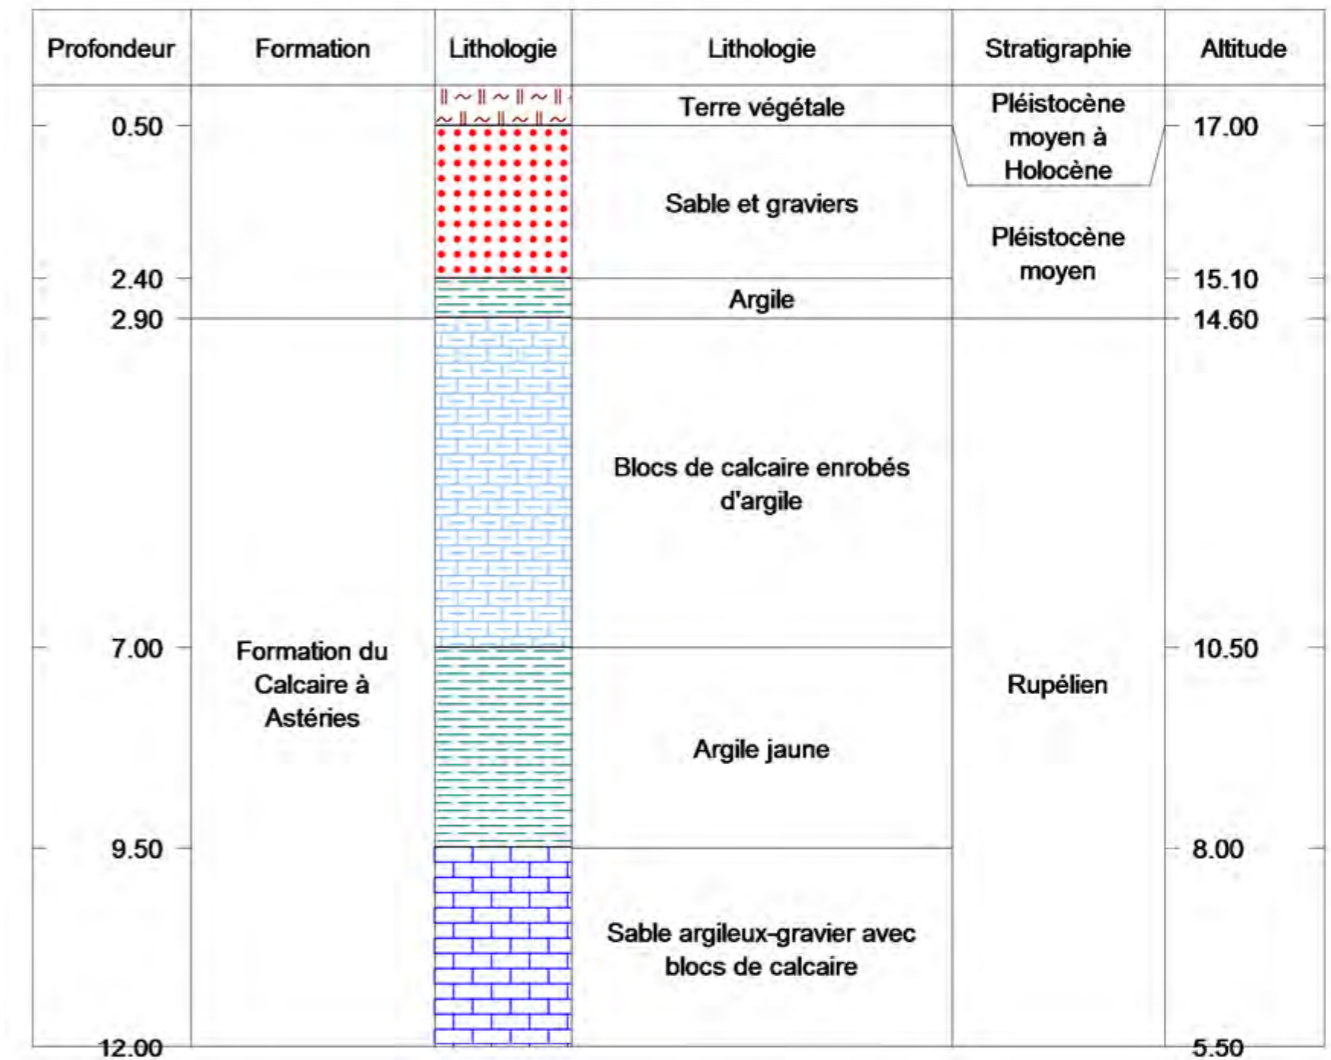 Profondeur
Formation
Lithologie
Lithologie
Stratigraphie
Altitude
Terre végétale
Pléistocène
moyen à
Holocène
0.50
17.00
Sable et graviers
Pléistocène
moyen
2.40
15.10
Argile
2.90
14.60
Blocs de calcaire enrobés
d'argile
7.00
10.50
Formation du
Calcaire à
Astéries
Rupélien
Argile jaune
9.50
8.00
Sable argileux-gravier avec
blocs de calcaire
12.00
5.50